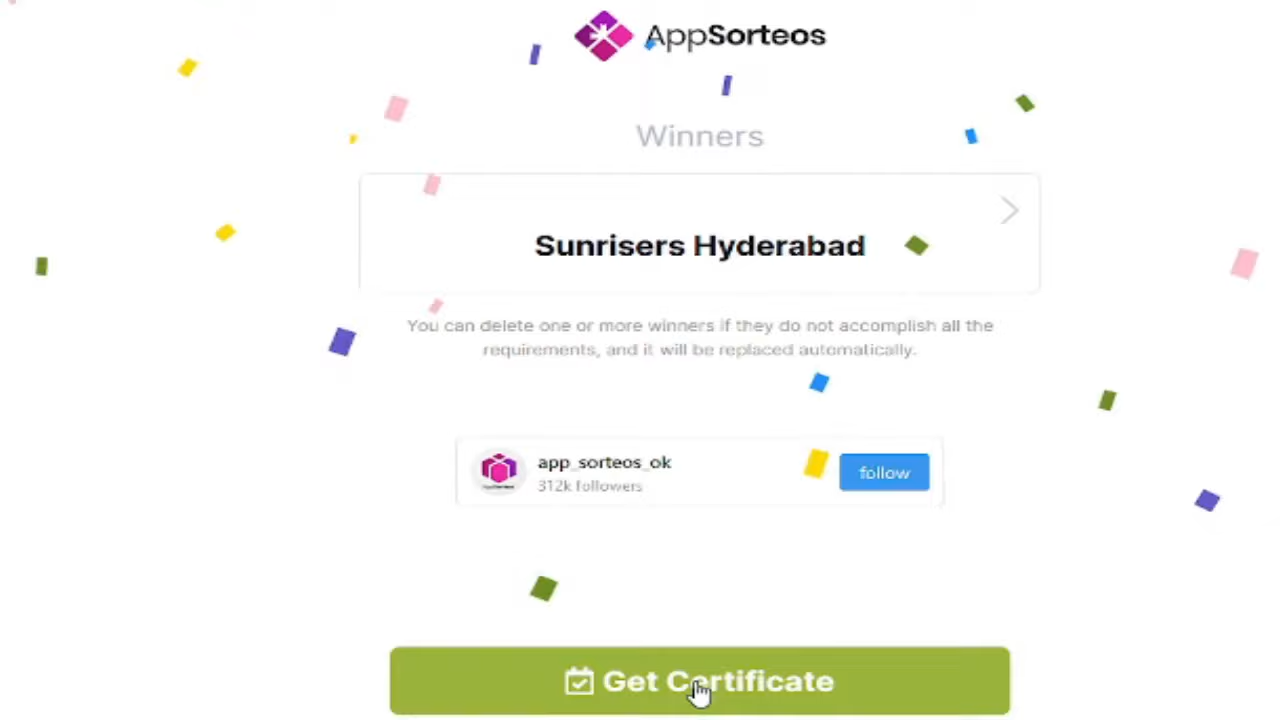 AppSorteos
Winners
Sunrisers Hyderabad
You can delete one or more winners if they do not accomplish all the
requirements, and it will be replaced automatically.
app_sorteos_ok
312k followers
follow
Get Certificate